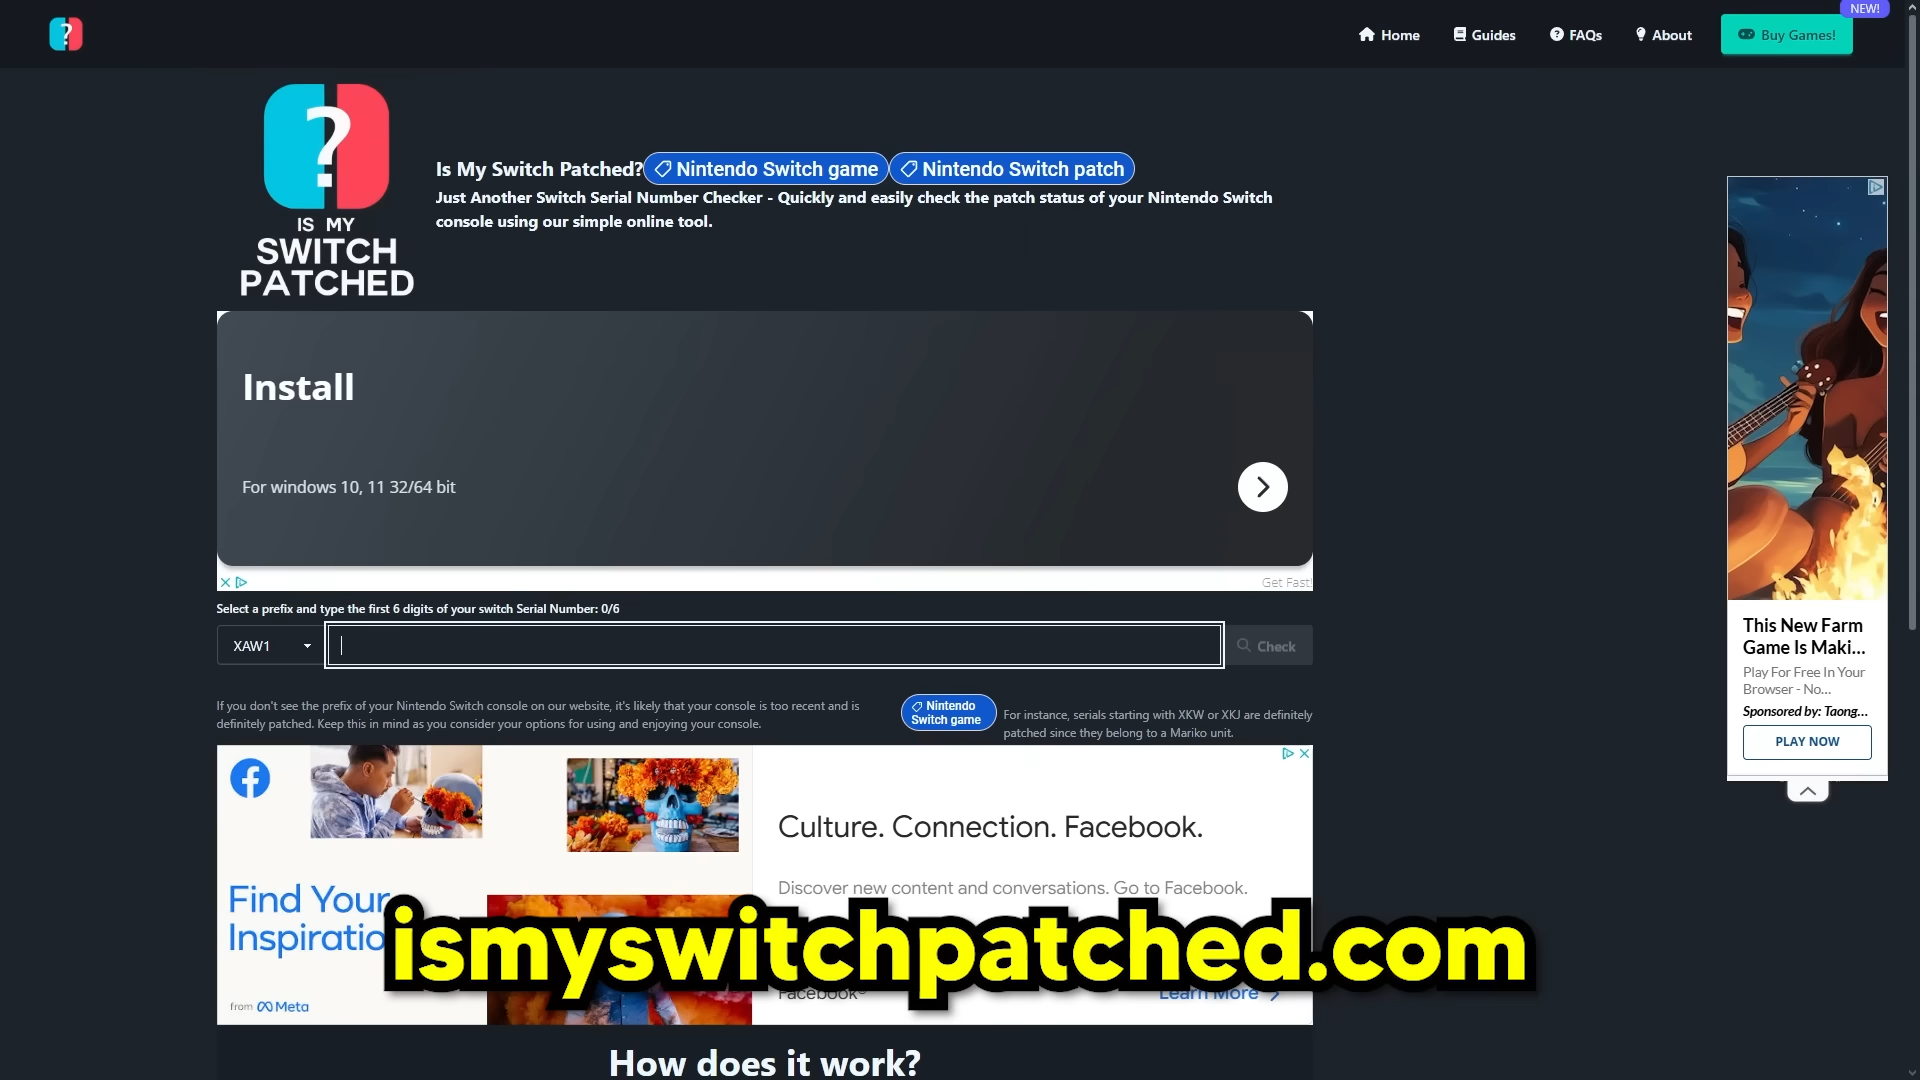 NEW!
?
Home
Guides
? FAQs
About
Buy Games!
?
IS MY
SWITCH
PATCHED
Is My Switch Patched? Nintendo Switch game Nintendo Switch patch
Just Another Switch Serial Number Checker - Quickly and easily check the patch status of your Nintendo Switch
console using our simple online tool.
Install
For windows 10, 11 32/64 bit
Get Fast!
Select a prefix and type the first 6 digits of your switch Serial Number: 0/6
XAW1
Check
If you don't see the prefix of your Nintendo Switch console on our website, it's likely that your console is too recent and is
definitely patched. Keep this in mind as you consider your options for using and enjoying your console.
Nintendo
Switch game
For instance, serials starting with XKW or XKJ are definitely
patched since they belong to a Mariko unit.
Find Your
Inspiratio
from Meta
Culture. Connection. Facebook.
Discover new content and conversations. Go to Facebook.
Facebook
Learn More
ismyswitchpatched.com
How does it work?
This New Farm
Game Is Maki...
Play For Free In Your
Browser - No...
Sponsored by: Taong...
PLAY NOW